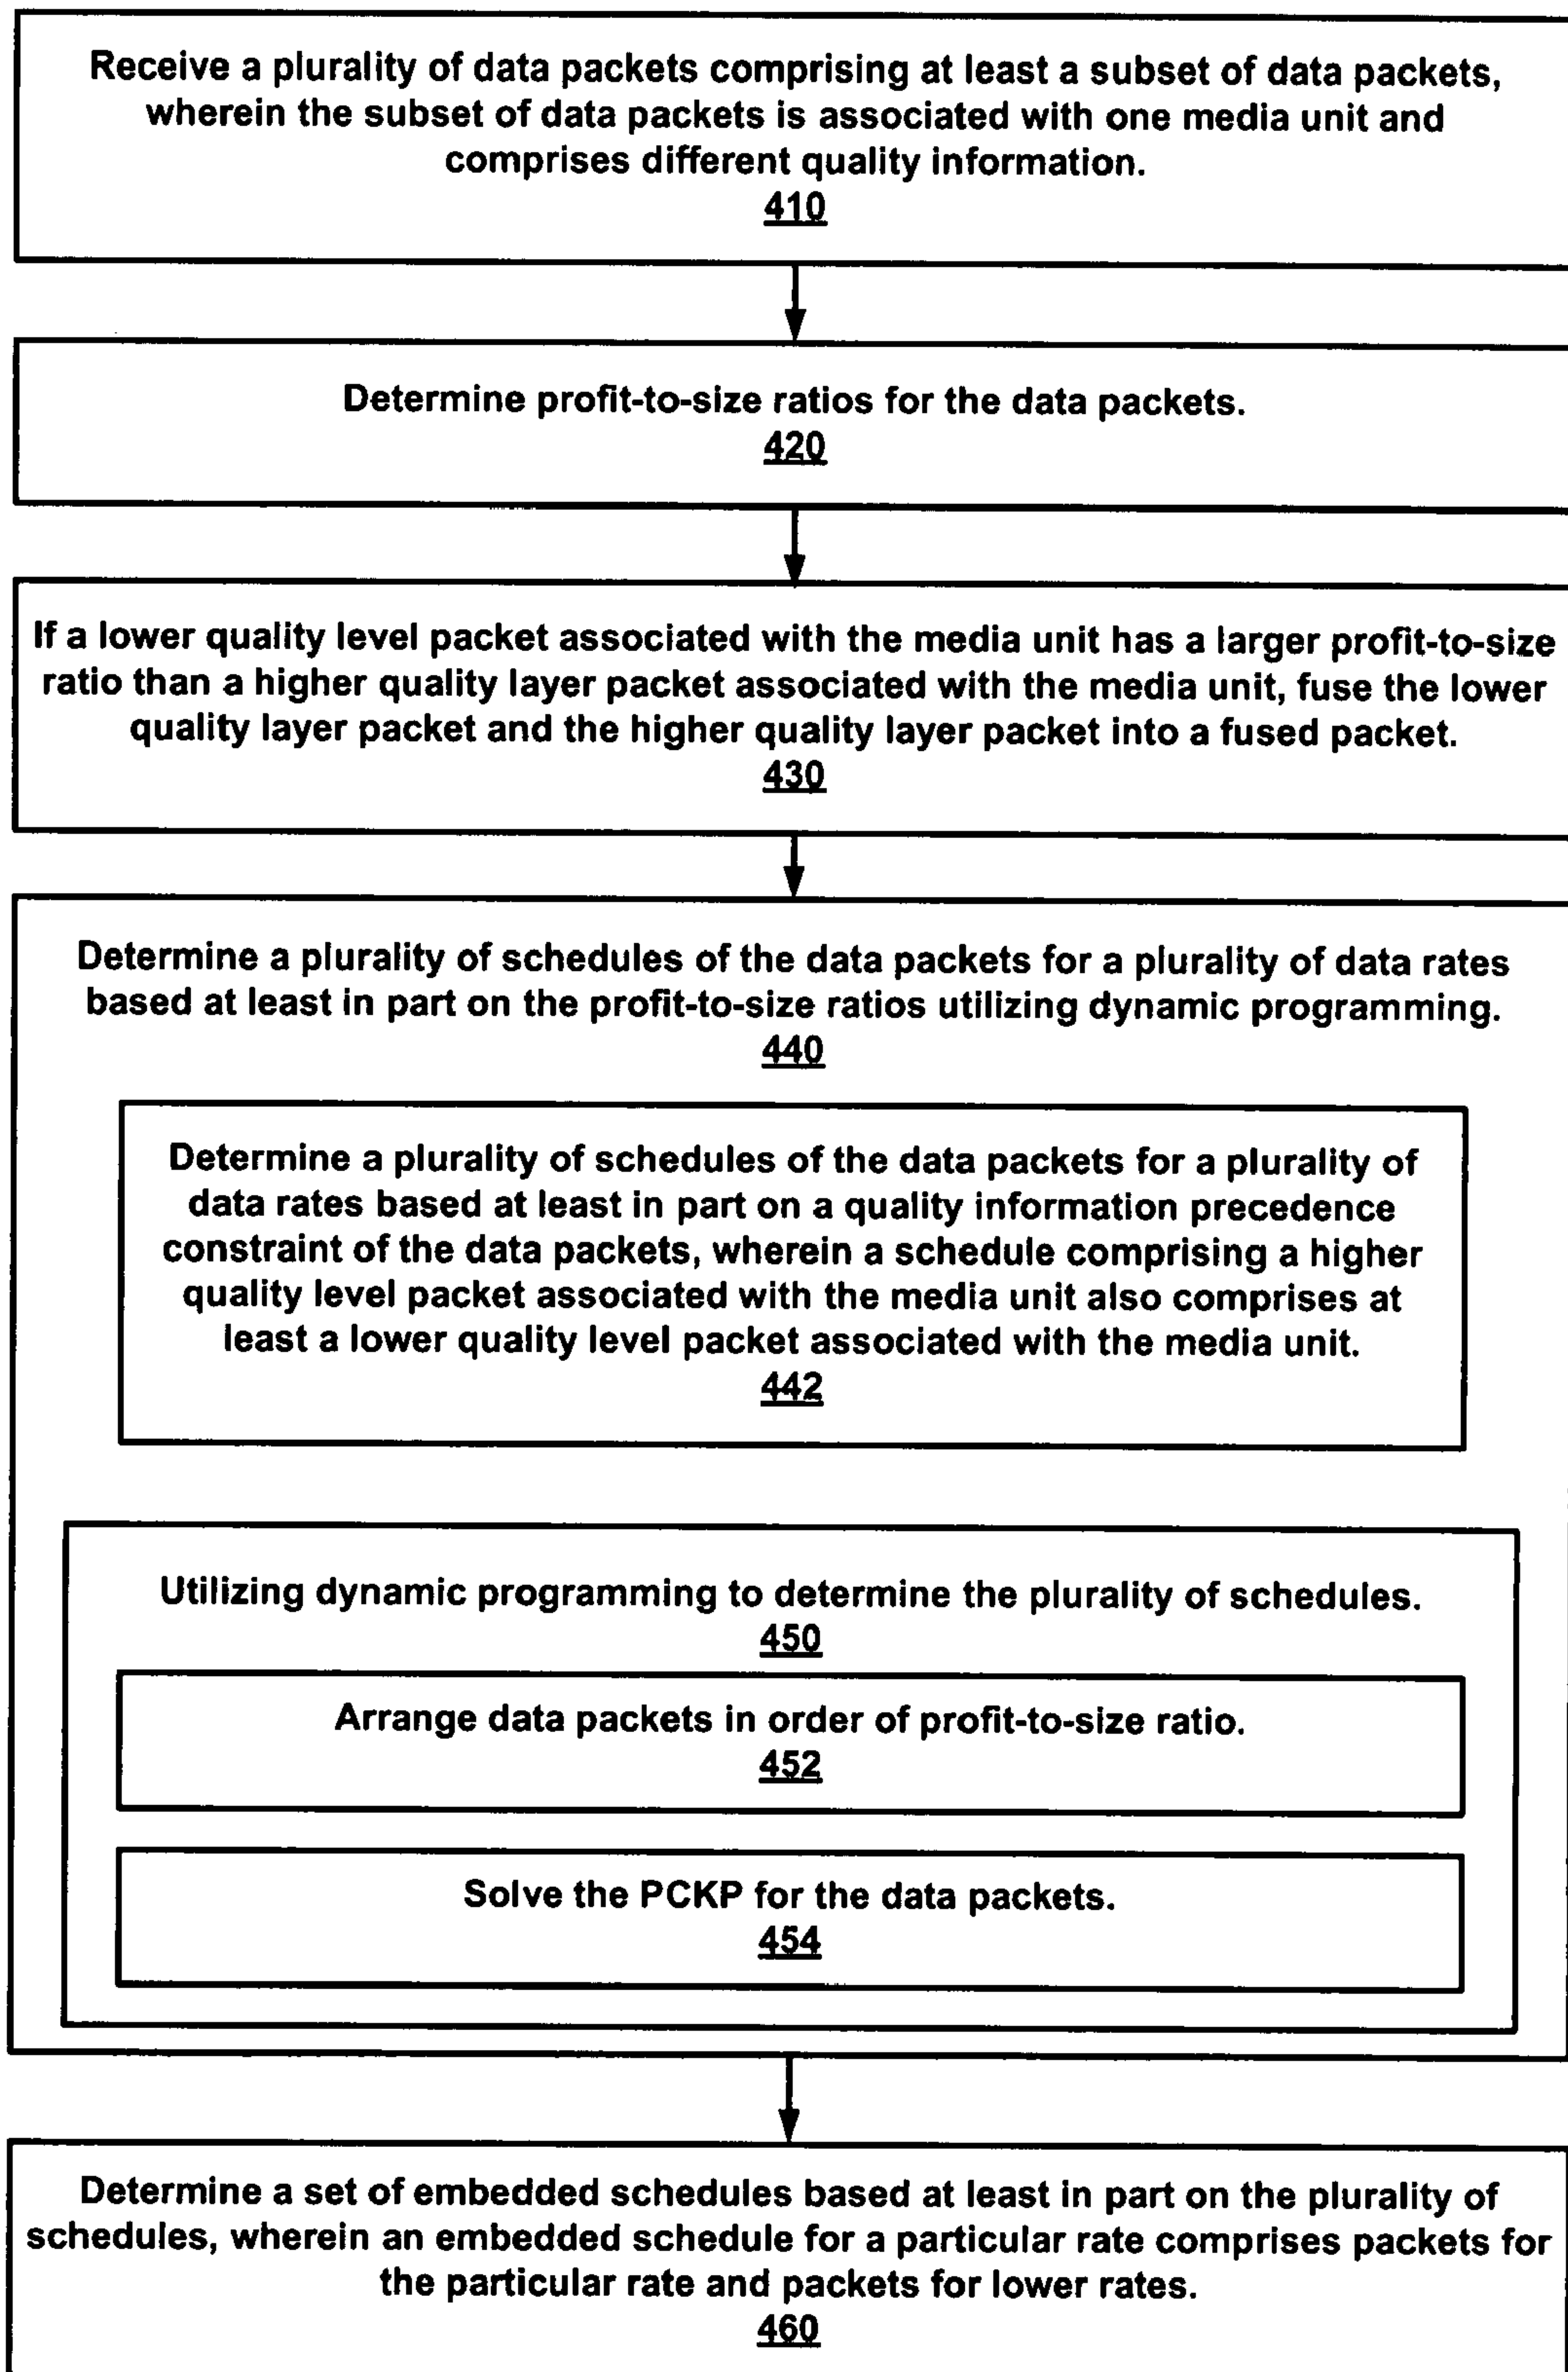 Receive a plurality of data packets comprising at least a subset of data packets,
wherein the subset of data packets is associated with one media unit and
comprises different quality information.
410
Determine profit-to-size ratios for the data packets.
420
If a lower quality level packet associated with the media unit has a larger profit-to-size
ratio than a higher quality layer packet associated with the media unit, fuse the lower
quality layer packet and the higher quality layer packet into a fused packet.
430
Determine a plurality of schedules of the data packets for a plurality of data rates
based at least in part on the profit-to-size ratios utilizing dynamic programming.
440
Determine a plurality of schedules of the data packets for a plurality of
data rates based at least in part on a quality information precedence
constraint of the data packets, wherein a schedule comprising a higher
quality level packet associated with the media unit also comprises at
least a lower quality level packet associated with the media unit.
442
Utilizing dynamic programming to determine the plurality of schedules.
450
Arrange data packets in order of profit-to-size ratio.
452
Solve the PCKP for the data packets.
454
Determine a set of embedded schedules based at least in part on the plurality of
schedules, wherein an embedded schedule for a particular rate comprises packets for
the particular rate and packets for lower rates.
460